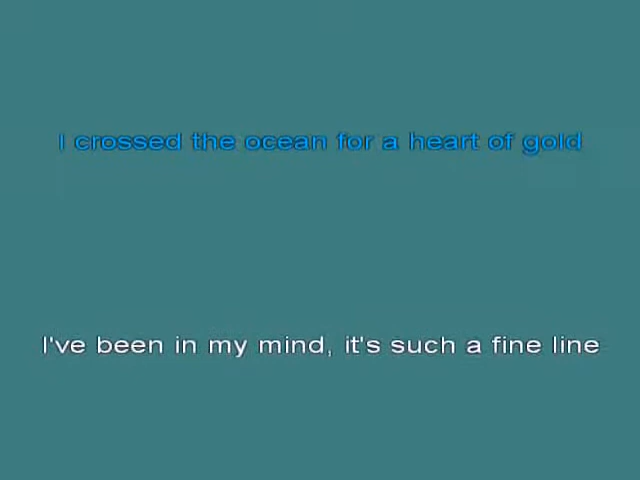 I crossed the ocean for a heart of gold
I've been in my mind, it's such a fine line